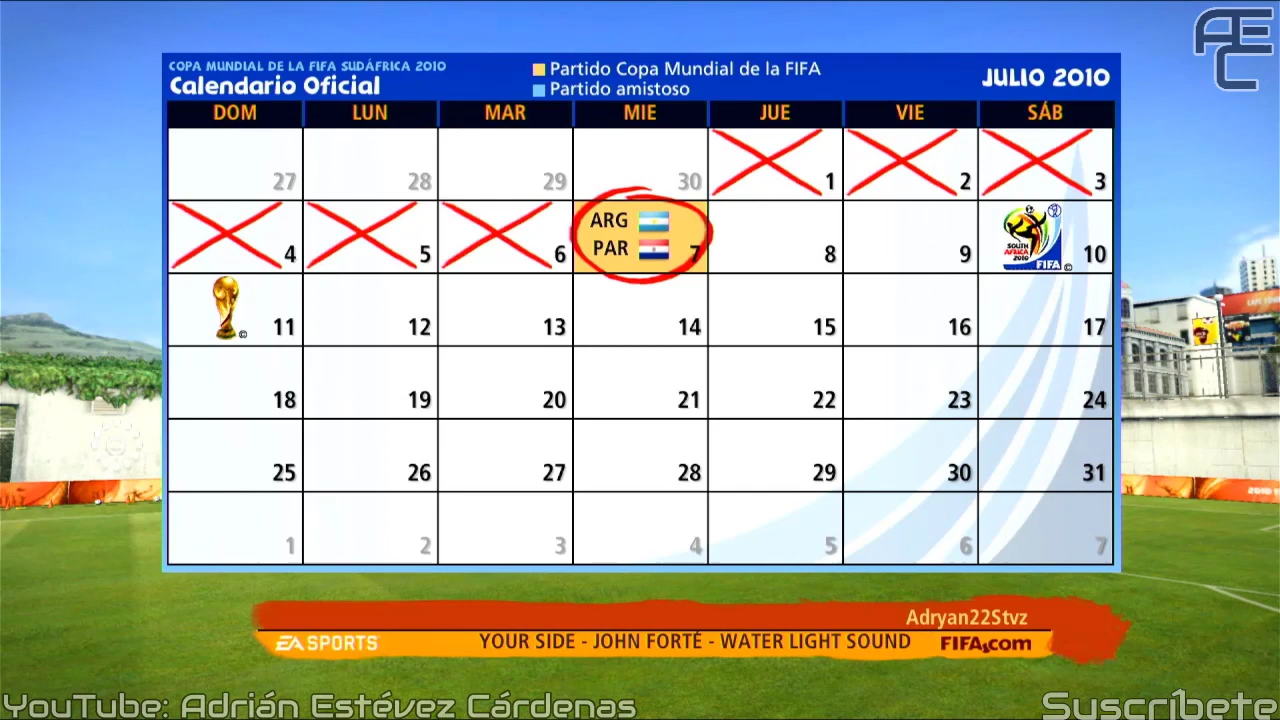 AEC
COPA MUNDIAL DE LA FIFA SUDÁFRICA 2010
Calendario Oficial
Partido Copa Mundial de la FIFA
Partido amistoso
JULIO 2010
DOM LUN MAR MIE JUE VIE SÁB
27 28 29 30 1 2 3
ARG
PAR
4 5 6 7 8 9 10
SOUTH AFRICA 2010
FIFA ©
© 11 12 13 14 15 16 17
18 19 20 21 22 23 24
25 26 27 28 29 30 31
1 2 3 4 5 6 7
Adryan22Stvz
EA SPORTS YOUR SIDE - JOHN FORTÉ - WATER LIGHT SOUND FIFA.com
YouTube: Adrián Estévez Cárdenas
Suscríbete